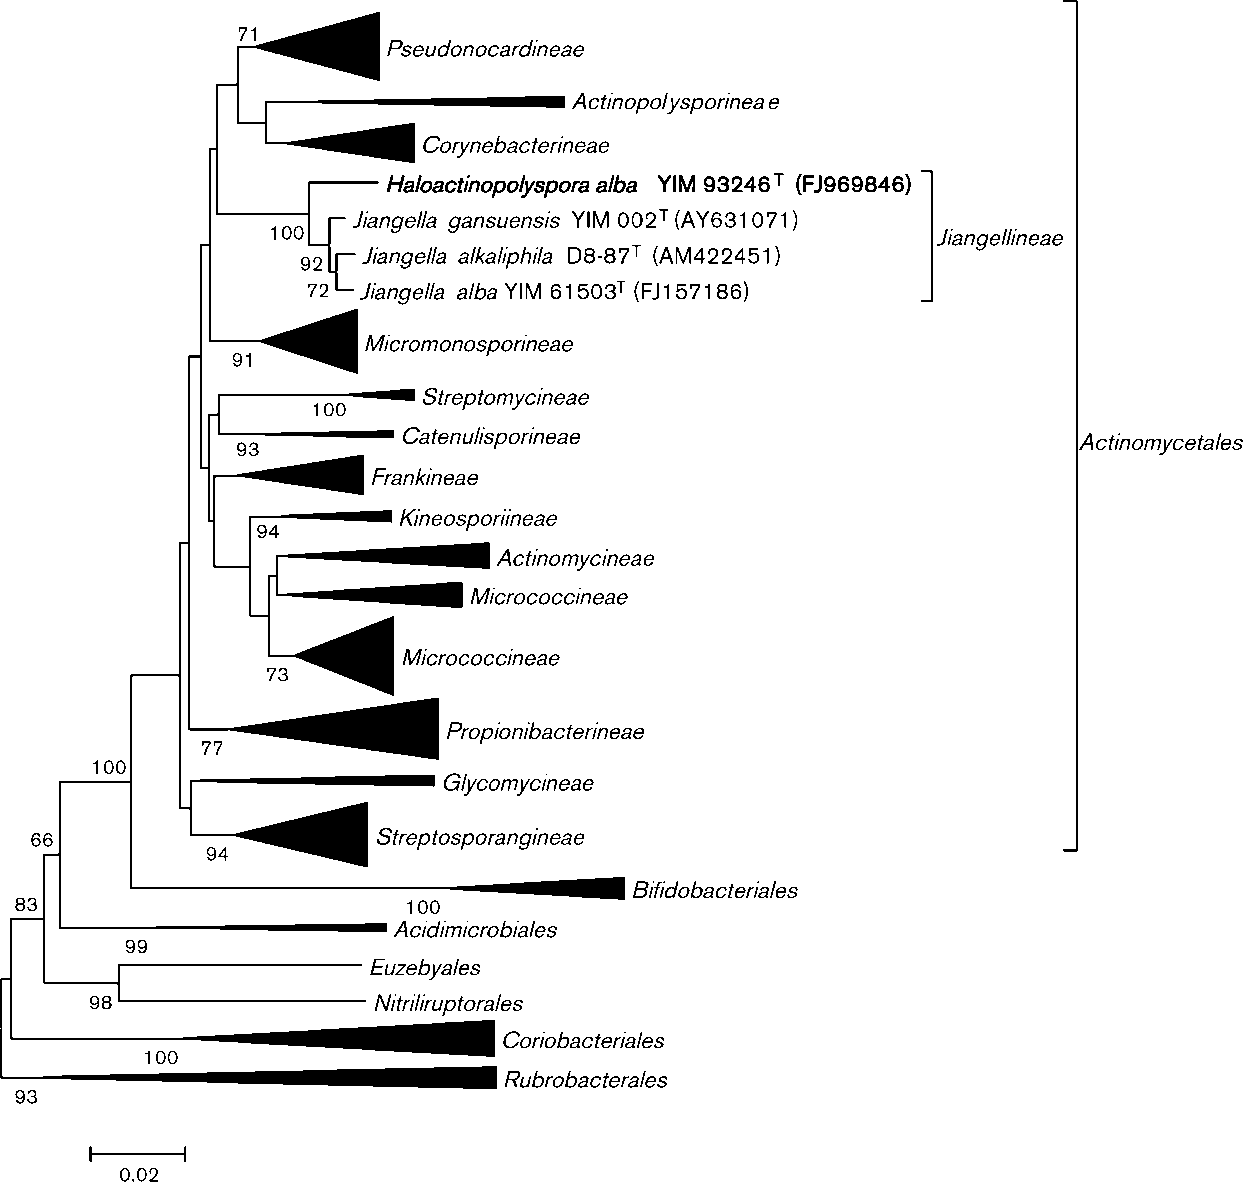 71
Pseudonocardineae
Actinopolysporineae
Corynebacterineae
Haloactinopolyspora alba YIM 93246T (FJ969846)
Jiangella gansuensis YIM 002T (AY631071)
100
Jiangellineae
Jiangella alkaliphila D8-87T (AM422451)
92
Jiangella alba YIM 61503T (FJ157186)
72
Micromonosporineae
91
Streptomycineae
100
Catenulisporineae
93
Actinomycetales
Frankineae
Kineosporiineae
94
Actinomycineae
Micrococcineae
Micrococcineae
73
Propionibacterineae
77
100
Glycomycineae
Streptosporangineae
66
94
Bifidobacteriales
83
100
Acidimicrobiales
99
Euzebyales
98
Nitriliruptorales
Coriobacteriales
100
Rubrobacterales
93
0.02